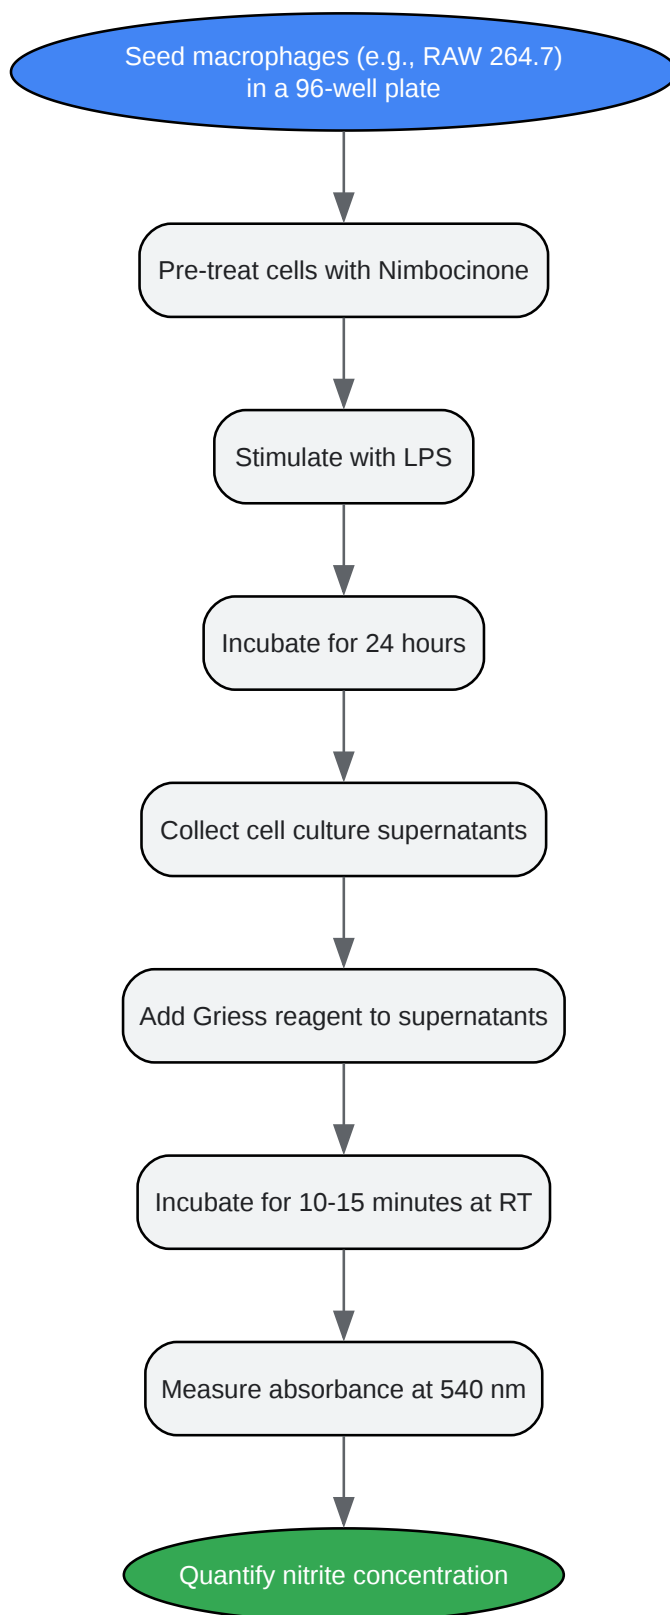 Seed macrophages (e.g., RAW 264.7)
in a 96-well plate
Pre-treat cells with Nimbocinone
Stimulate with LPS
Incubate for 24 hours
Collect cell culture supernatants
Add Griess reagent to supernatants
Incubate for 10-15 minutes at RT
Measure absorbance at 540 nm
Quantify nitrite concentration